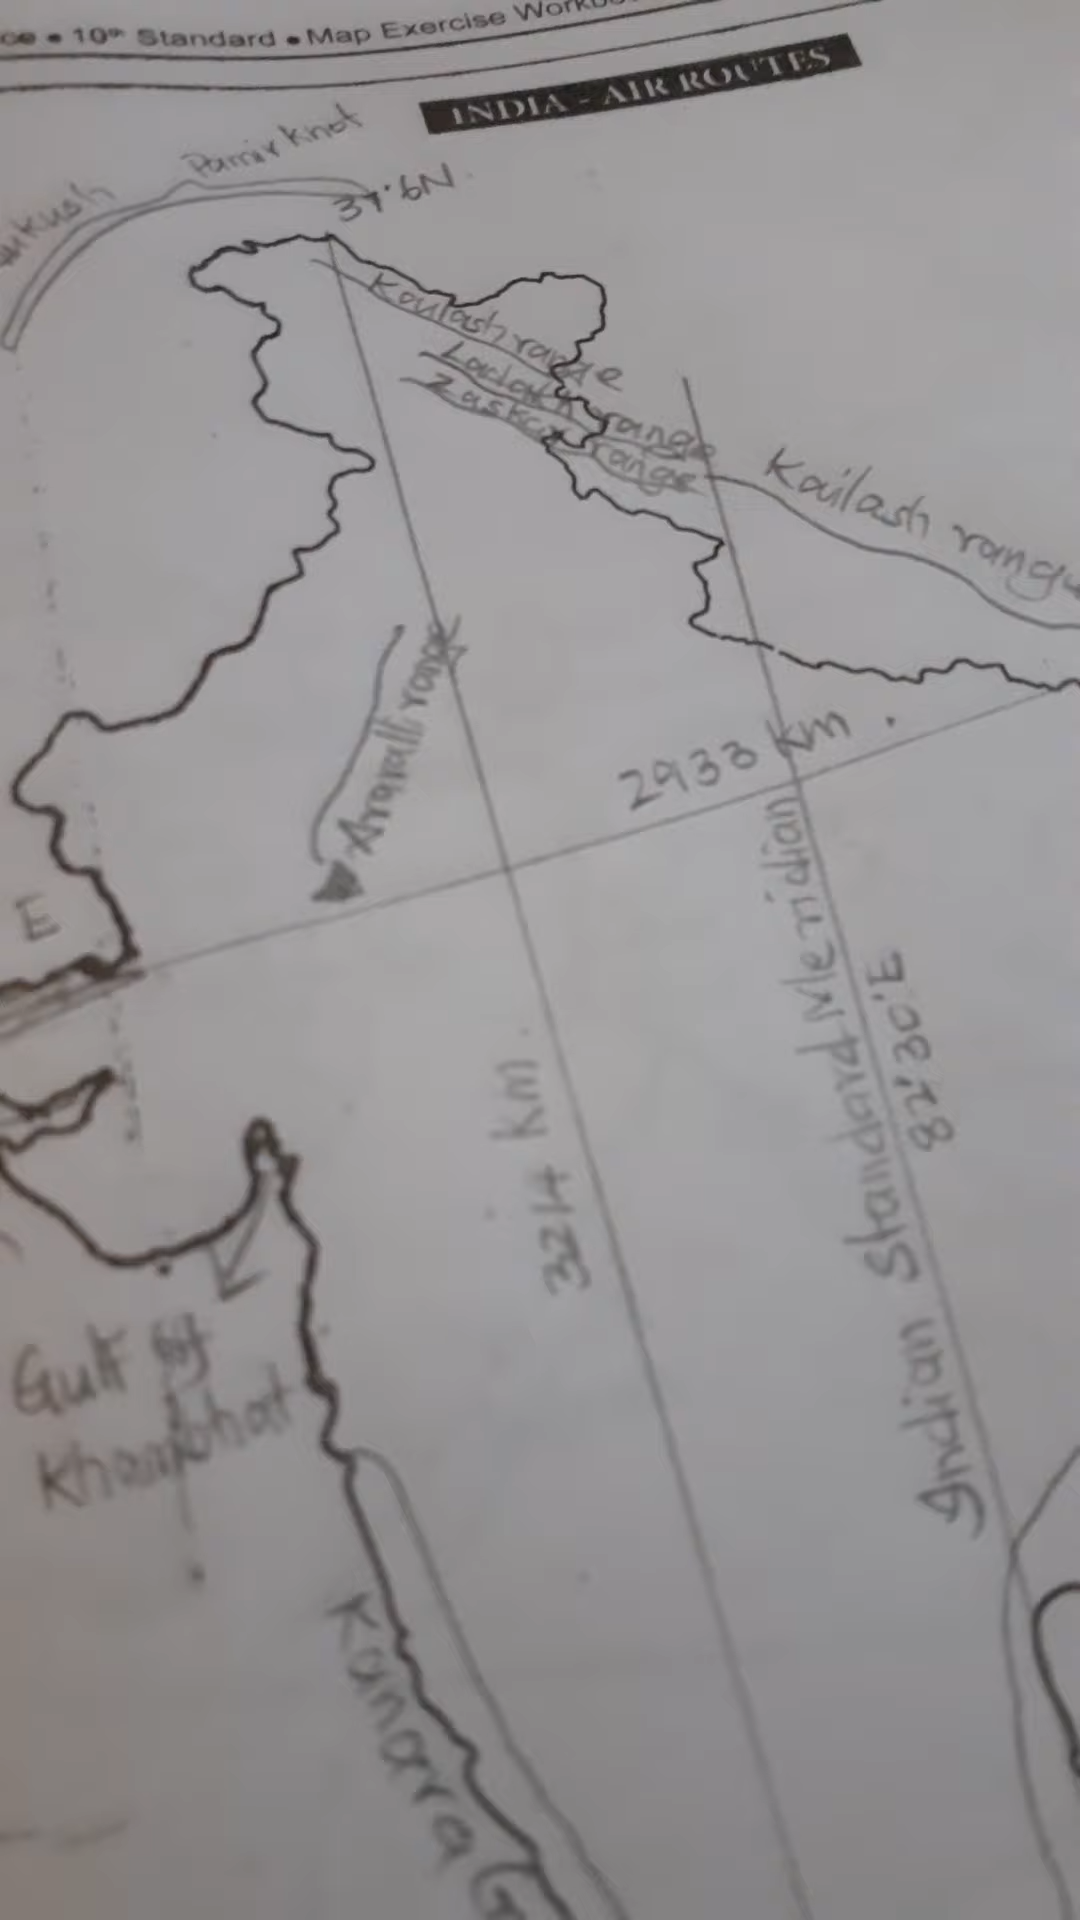 10th Standard • Map Exercise
INDIA - AIR ROUTES
Pamir Knot
37°6N
Kailash range
Ladakh range
Zaskar range
Kailash range
Aravalli range
2933 Km
E
Indian Standard Meridian
82°30'E
3214 km
Gulf of
Khambhat
Kanara